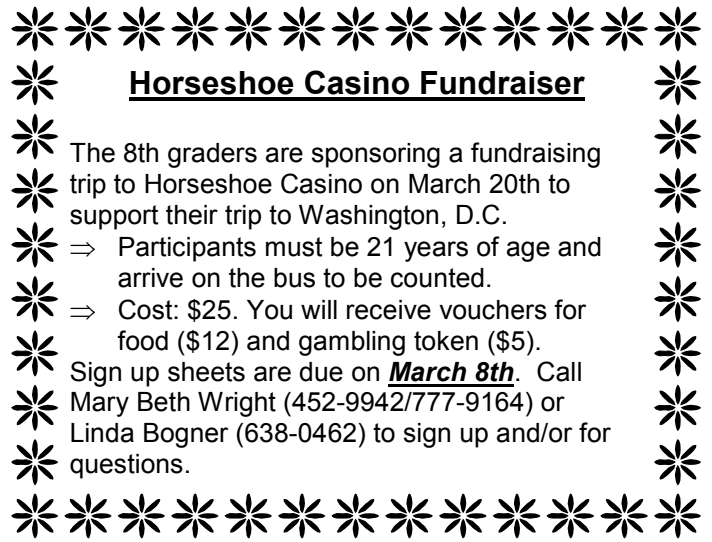 Horseshoe Casino Fundraiser
The 8th graders are sponsoring a fundraising
trip to Horseshoe Casino on March 20th to
support their trip to Washington, D.C.
⇒ Participants must be 21 years of age and
arrive on the bus to be counted.
⇒ Cost: $25. You will receive vouchers for
food ($12) and gambling token ($5).
Sign up sheets are due on March 8th. Call
Mary Beth Wright (452-9942/777-9164) or
Linda Bogner (638-0462) to sign up and/or for
questions.